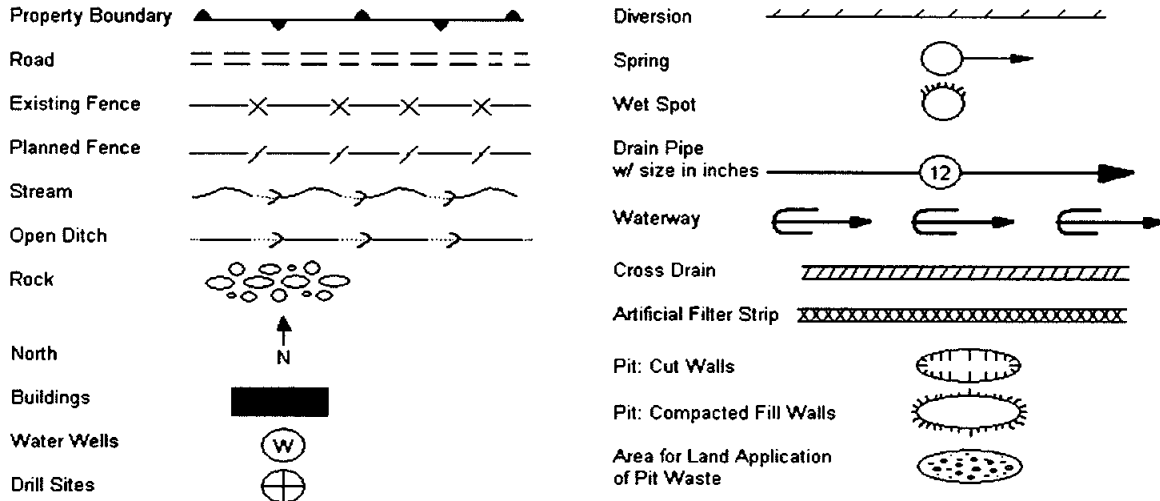 Property Boundary
Road
Existing Fence
Planned Fence
Stream
Open Ditch
Rock
North
N
Buildings
Water Wells
W
Drill Sites
Diversion
Spring
Wet Spot
Drain Pipe
w/ size in inches
12
Waterway
Cross Drain
Artificial Filter Strip
Pit: Cut Walls
Pit: Compacted Fill Walls
Area for Land Application
of Pit Waste